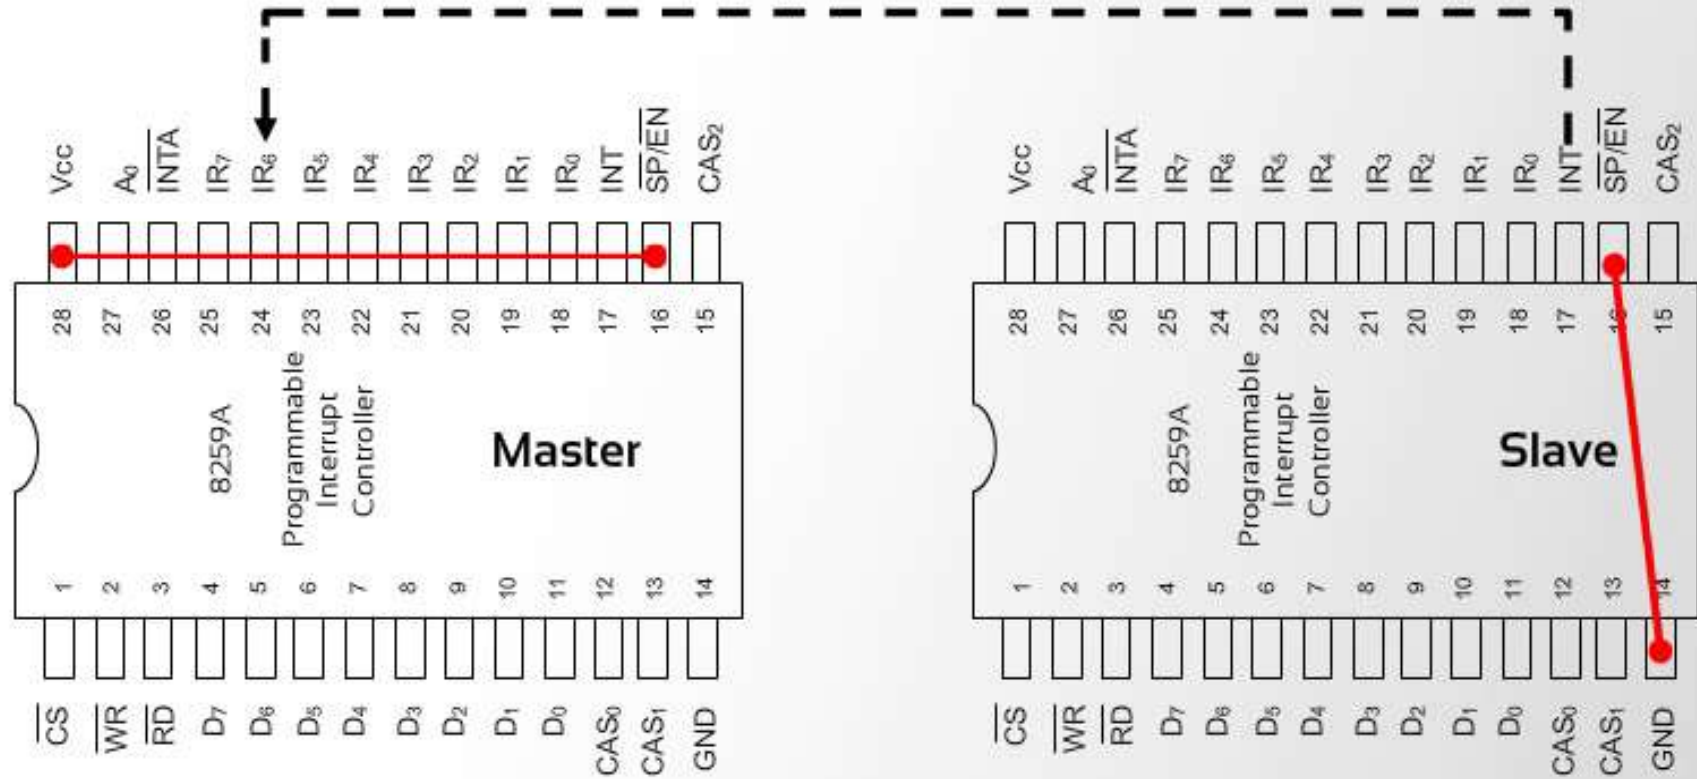 Vcc A₀ INTA IR₇ IR₆ IR₅ IR₄ IR₃ IR₂ IR₁ IR₀ INT SP/EN CAS₂
28 27 26 25 24 23 22 21 20 19 18 17 16 15
8259A
Programmable
Interrupt
Controller
Master
1 2 3 4 5 6 7 8 9 10 11 12 13 14
CS WR RD D₇ D₆ D₅ D₄ D₃ D₂ D₁ D₀ CAS₀ CAS₁ GND
Vcc A₀ INTA IR₇ IR₆ IR₅ IR₄ IR₃ IR₂ IR₁ IR₀ INT SP/EN CAS₂
28 27 26 25 24 23 22 21 20 19 18 17 16 15
8259A
Programmable
Interrupt
Controller
Slave
1 2 3 4 5 6 7 8 9 10 11 12 13 14
CS WR RD D₇ D₆ D₅ D₄ D₃ D₂ D₁ D₀ CAS₀ CAS₁ GND